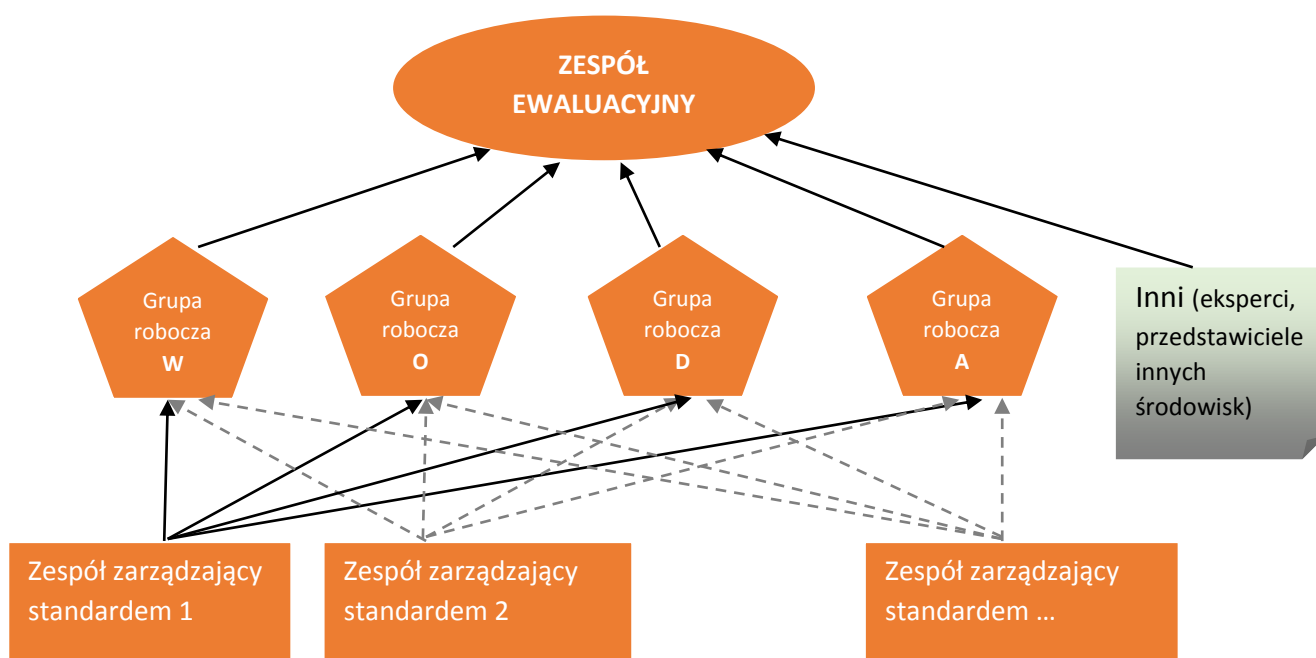 ZESPÓŁ
EWALUACYJNY
Grupa
robocza
W
Grupa
robocza
O
Grupa
robocza
D
Grupa
robocza
A
Inni (eksperci,
przedstawiciele
innych
środowisk)
Zespół zarządzający
standardem 1
Zespół zarządzający
standardem 2
Zespół zarządzający
standardem ...